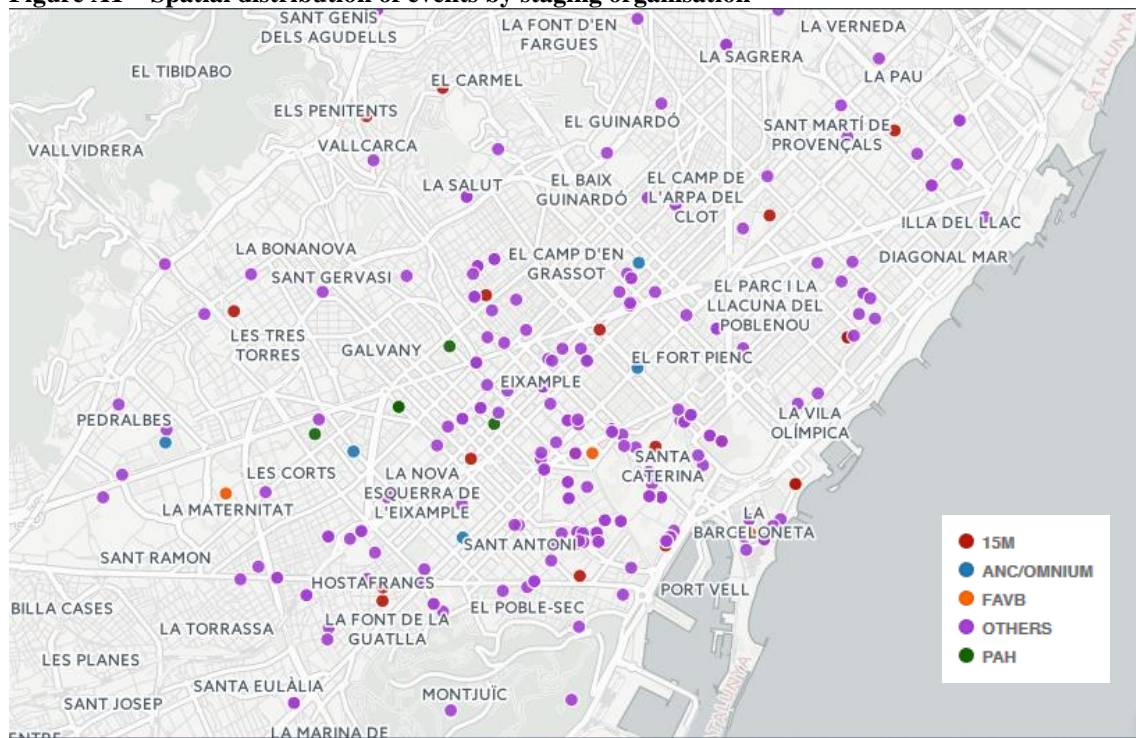 Figure A1 – Spatial distribution of events by staging organisation
SANT GENÍS
DELS AGUDELLS
LA FONT D'EN
FARGUES
LA VERNEDA
LA SAGRERA
EL TIBIDABO
EL CARMEL
LA PAU
CATALUNYA
ELS PENITENTS
EL GUINARDÓ
SANT MARTÍ DE
PROVENÇALS
VALLVIDRERA
VALLCARCA
LA SALUT
EL BAIX
GUINARDÓ
EL CAMP DE
L'ARPA DEL
CLOT
ILLA DEL LLAC
LA BONANOVA
EL CAMP D'EN
GRASSOT
DIAGONAL MAR
SANT GERVASI
EL PARC I LA
LLACUNA DEL
POBLENOU
LES TRES
TORRES
GALVANY
EL FORT PIENC
EIXAMPLE
PEDRALBES
LA VILA
OLÍMPICA
LES CORTS
LA NOVA
ESQUERRA DE
L'EIXAMPLE
SANTA
CATERINA
LA MATERNITAT
LA
BARCELONETA
SANT RAMON
SANT ANTONI
HOSTAFRANCS
PORT VELL
BILLA CASES
EL POBLE-SEC
LA TORRASSA
LA FONT DE LA
GUATLLA
LES PLANES
SANTA EULÀLIA
MONTJUÏC
SANT JOSEP
LA MARINA DE
15M
ANC/OMNIUM
FAVB
OTHERS
PAH